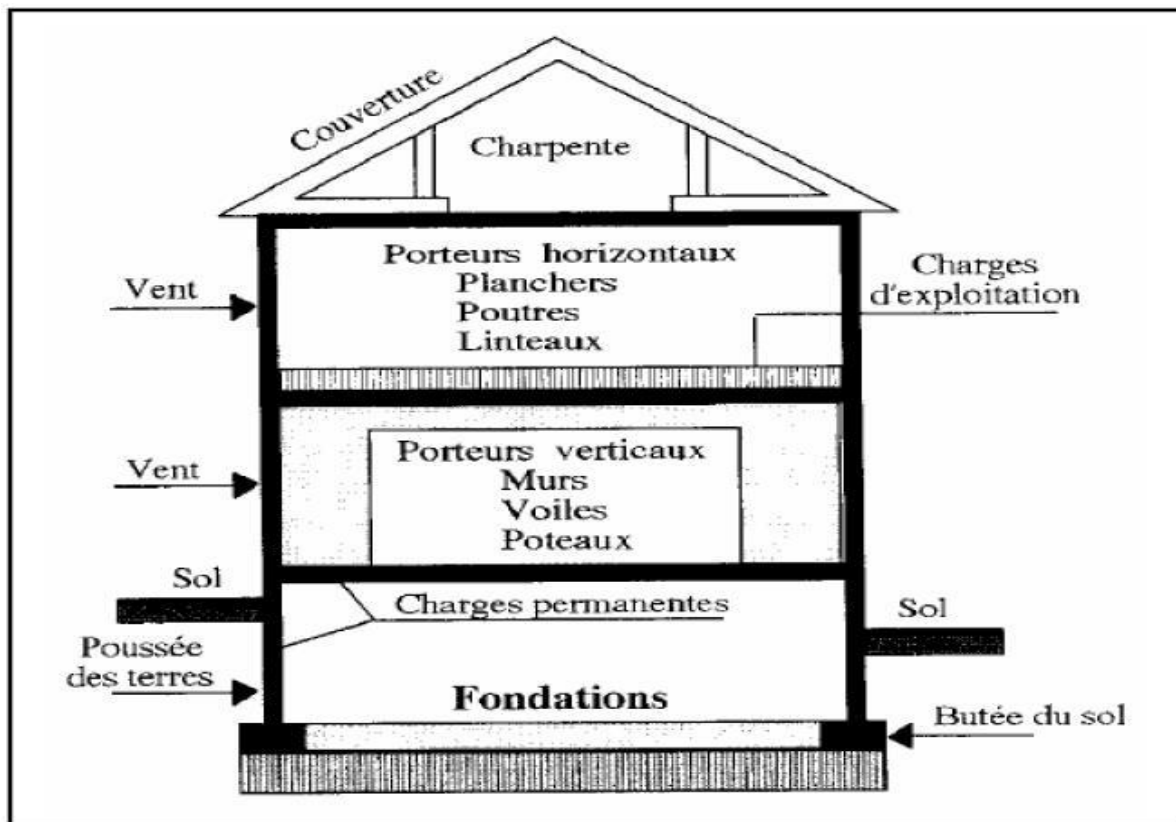 Couverture
Charpente
Porteurs horizontaux
Planchers
Poutres
Linteaux
Vent
Charges
d'exploitation
Vent
Porteurs verticaux
Murs
Voiles
Poteaux
Sol
Charges permanentes
Sol
Poussée
des terres
Fondations
Butée du sol